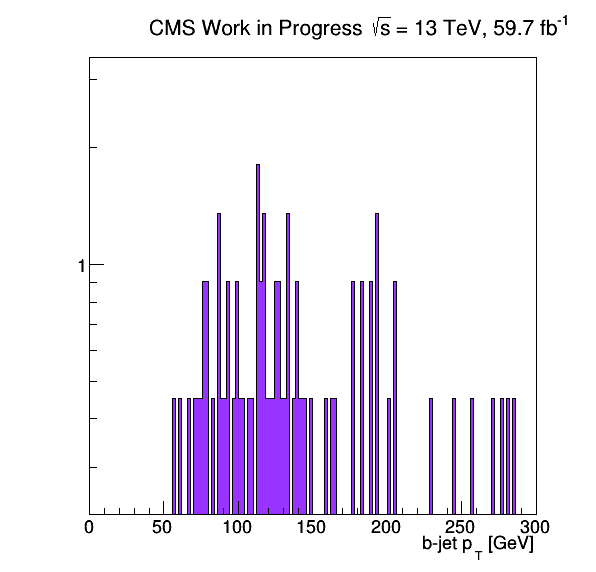 CMS Work in Progress √s = 13 TeV, 59.7 fb⁻¹
1
0 50 100 150 200 250 300
b-jet p_T [GeV]